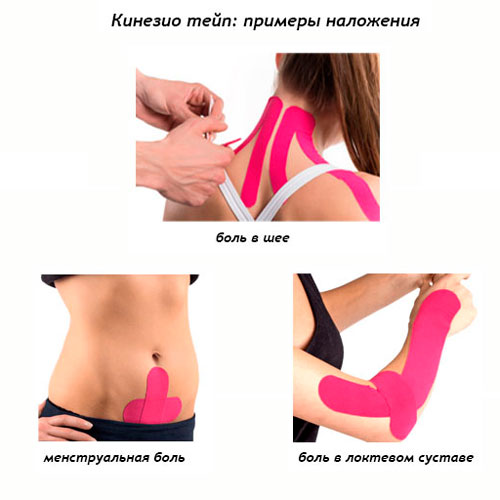 Кинезио тейп: примеры наложения
боль в шее
менструальная боль
боль в локтевом суставе